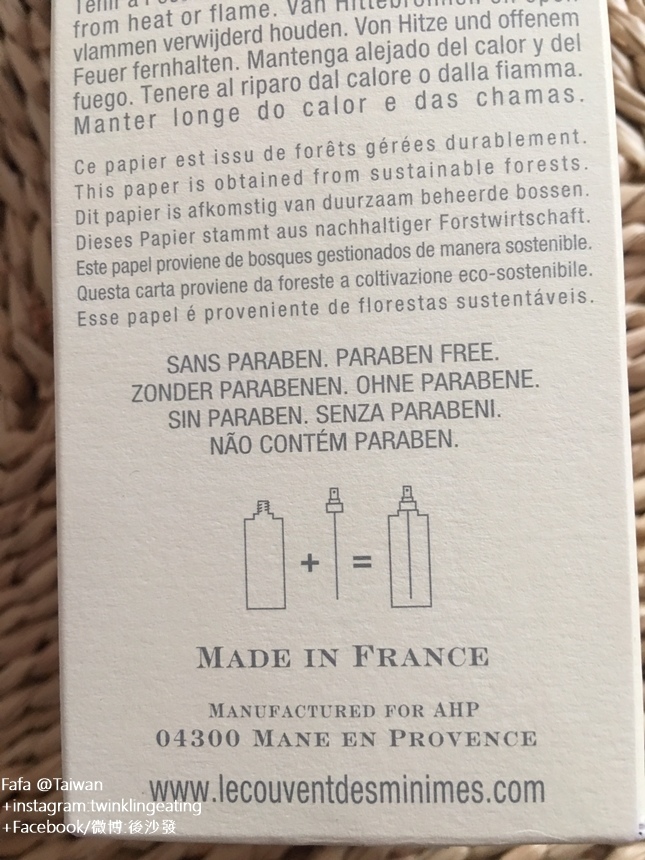 from heat or flame. Van Hittebronnen en open
vlammen verwijderd houden. Von Hitze und offenem
Feuer fernhalten. Mantenga alejado del calor y del
fuego. Tenere al riparo dal calore o dalla fiamma.
Manter longe do calor e das chamas.
Ce papier est issu de forêts gérées durablement.
This paper is obtained from sustainable forests.
Dit papier is afkomstig van duurzaam beheerde bossen.
Dieses Papier stammt aus nachhaltiger Forstwirtschaft.
Este papel proviene de bosques gestionados de manera sostenible.
Questa carta proviene da foreste a coltivazione eco-sostenibile.
Esse papel é proveniente de florestas sustentáveis.
SANS PARABEN. PARABEN FREE.
ZONDER PARABENEN. OHNE PARABENE.
SIN PARABEN. SENZA PARABENI.
NÃO CONTÉM PARABEN.
+ =
MADE IN FRANCE
MANUFACTURED FOR AHP
04300 MANE EN PROVENCE
www.lecouventdesminimes.com
Fafa @Taiwan
+instagram.twinklingeating
+Facebook/微博:後沙發